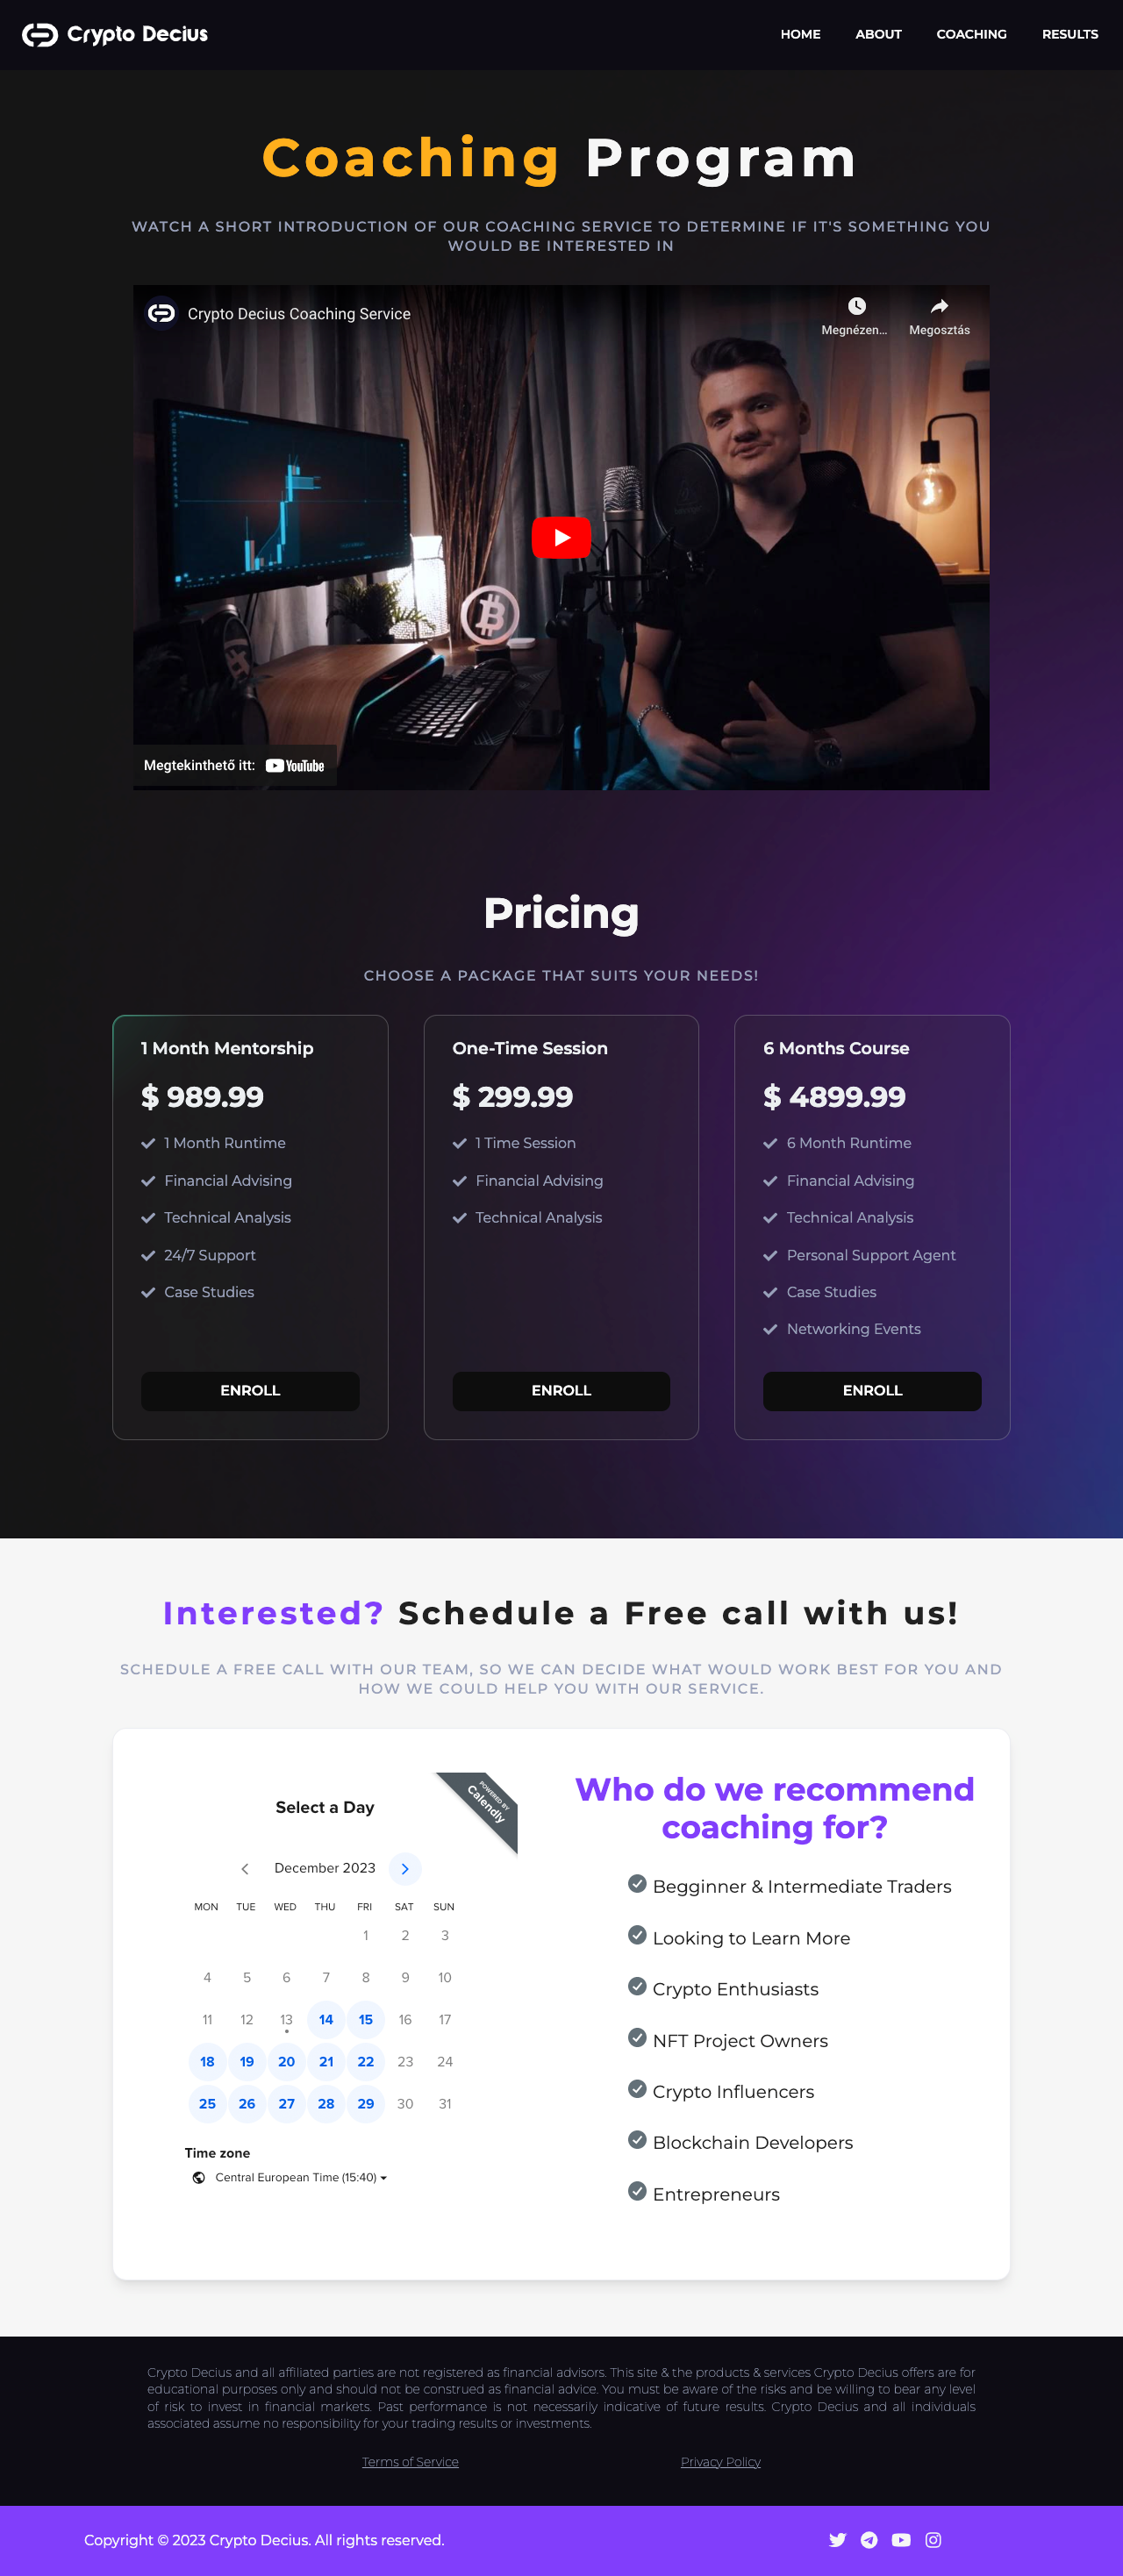 Crypto Decius
HOME
ABOUT
COACHING
RESULTS
Coaching Program
WATCH A SHORT INTRODUCTION OF OUR COACHING SERVICE TO DETERMINE IF IT'S SOMETHING YOU
WOULD BE INTERESTED IN
Crypto Decius Coaching Service
Megnézen...
Megosztás
Megtekinthető itt: YouTube
Pricing
CHOOSE A PACKAGE THAT SUITS YOUR NEEDS!
1 Month Mentorship
$ 989.99
1 Month Runtime
Financial Advising
Technical Analysis
24/7 Support
Case Studies
ENROLL
One-Time Session
$ 299.99
1 Time Session
Financial Advising
Technical Analysis
ENROLL
6 Months Course
$ 4899.99
6 Month Runtime
Financial Advising
Technical Analysis
Personal Support Agent
Case Studies
Networking Events
ENROLL
Interested? Schedule a Free call with us!
SCHEDULE A FREE CALL WITH OUR TEAM, SO WE CAN DECIDE WHAT WOULD WORK BEST FOR YOU AND
HOW WE COULD HELP YOU WITH OUR SERVICE.
POWERED BY
Calendly
Select a Day
December 2023
MON TUE WED THU FRI SAT SUN
1 2 3
4 5 6 7 8 9 10
11 12 13 14 15 16 17
18 19 20 21 22 23 24
25 26 27 28 29 30 31
Time zone
Central European Time (15:40)
Who do we recommend
coaching for?
Begginner & Intermediate Traders
Looking to Learn More
Crypto Enthusiasts
NFT Project Owners
Crypto Influencers
Blockchain Developers
Entrepreneurs
Crypto Decius and all affiliated parties are not registered as financial advisors. This site & the products & services Crypto Decius offers are for
educational purposes only and should not be construed as financial advice. You must be aware of the risks and be willing to bear any level
of risk to invest in financial markets. Past performance is not necessarily indicative of future results. Crypto Decius and all individuals
associated assume no responsibility for your trading results or investments.
Terms of Service
Privacy Policy
Copyright © 2023 Crypto Decius. All rights reserved.